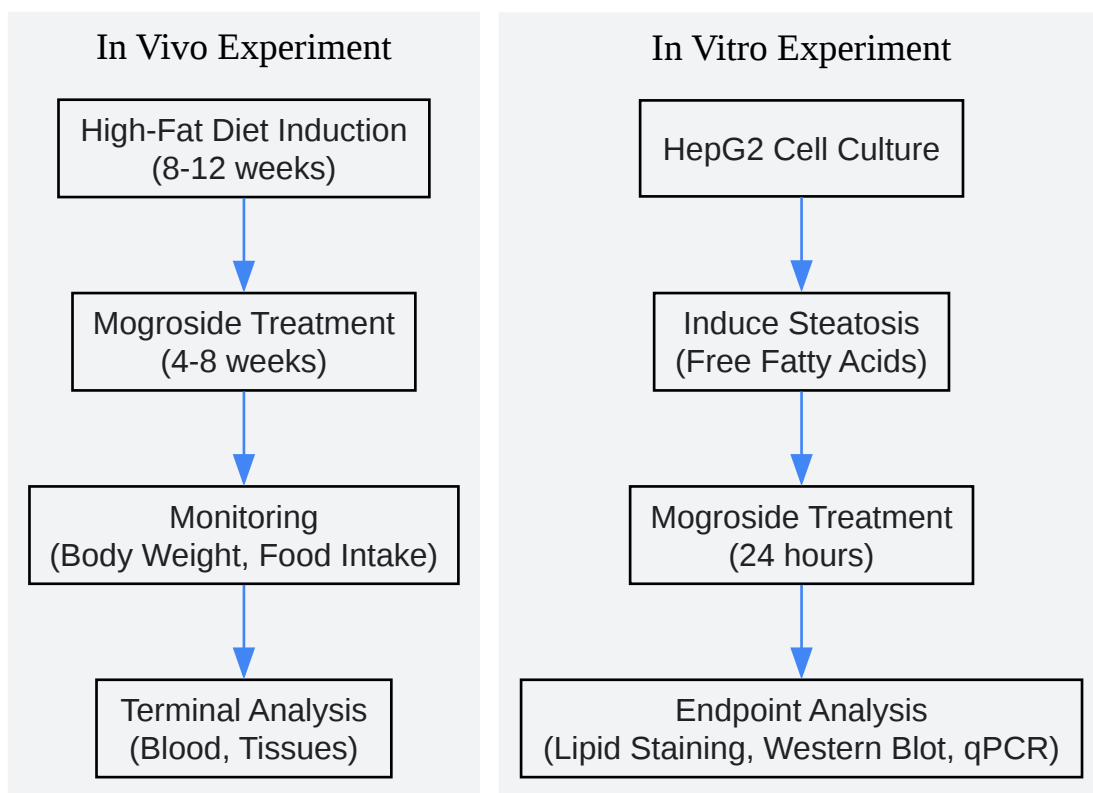 In Vivo Experiment
High-Fat Diet Induction
(8-12 weeks)
Mogroside Treatment
(4-8 weeks)
Monitoring
(Body Weight, Food Intake)
Terminal Analysis
(Blood, Tissues)
In Vitro Experiment
HepG2 Cell Culture
Induce Steatosis
(Free Fatty Acids)
Mogroside Treatment
(24 hours)
Endpoint Analysis
(Lipid Staining, Western Blot, qPCR)